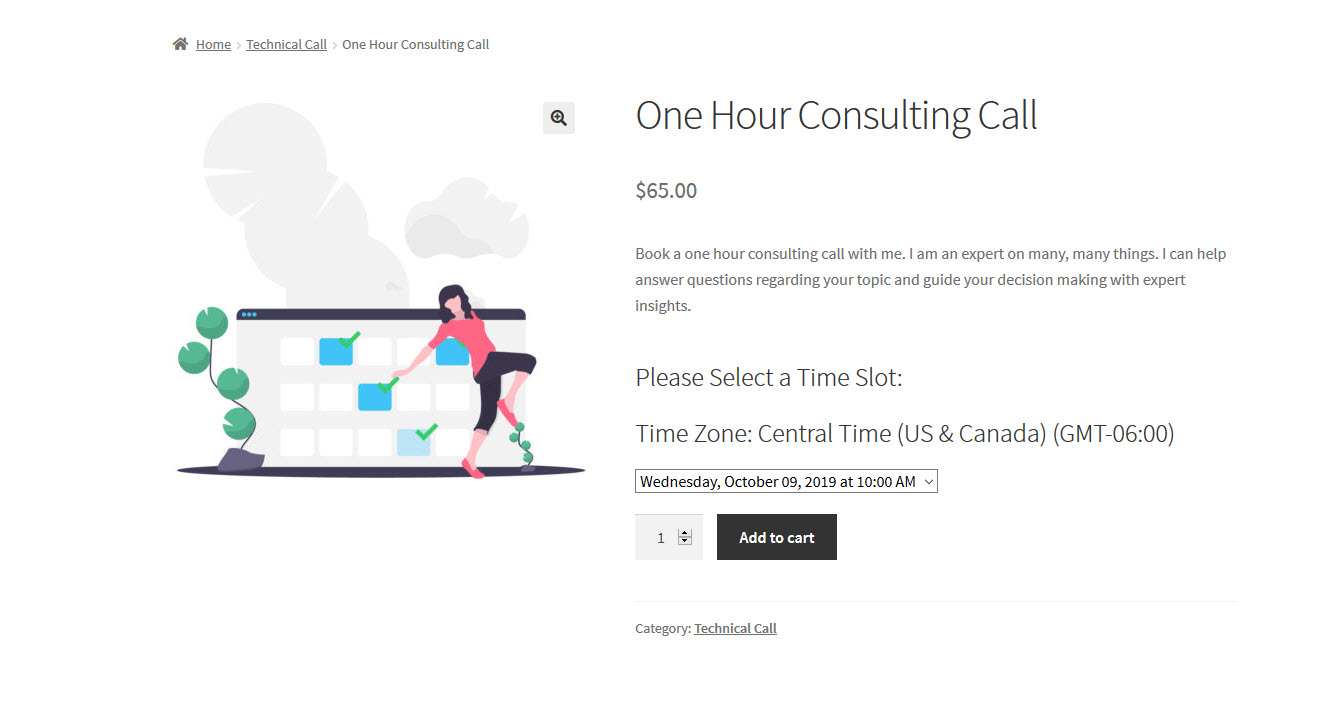 Home > Technical Call > One Hour Consulting Call
One Hour Consulting Call
$65.00
Book a one hour consulting call with me. I am an expert on many, many things. I can help
answer questions regarding your topic and guide your decision making with expert
insights.
Please Select a Time Slot:
Time Zone: Central Time (US & Canada) (GMT-06:00)
Wednesday, October 09, 2019 at 10:00 AM
1 Add to cart
Category: Technical Call